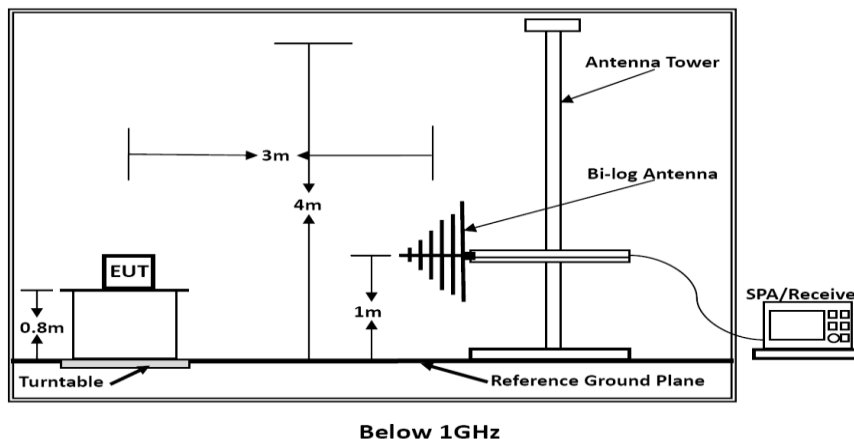 Antenna Tower
3m
Bi-log Antenna
4m
EUT
SPA/Receive
0.8m
1m
Turntable
Reference Ground Plane
Below 1GHz